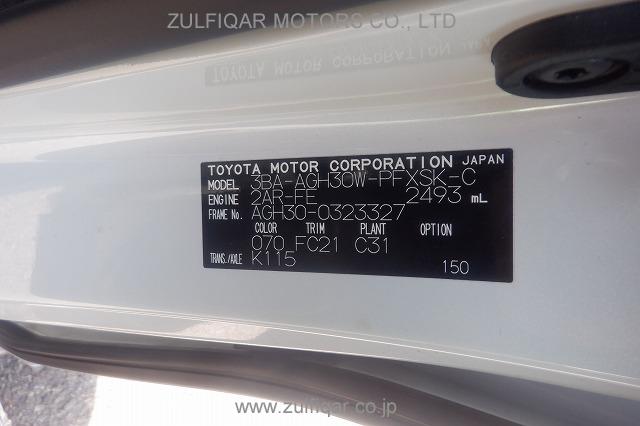 ZULFIQAR MOTORS CO., LTD
TOYOTA MOTOR CORPORATION JAPAN
MODEL 3BA-AGH30W-PFXSK-C
ENGINE 2AR-FE 2493 mL
FRAME No. AGH30-0323327
COLOR TRIM PLANT OPTION
070 FC21 C31
TRANS./AXLE K115
150
www.zulfiqar.co.jp